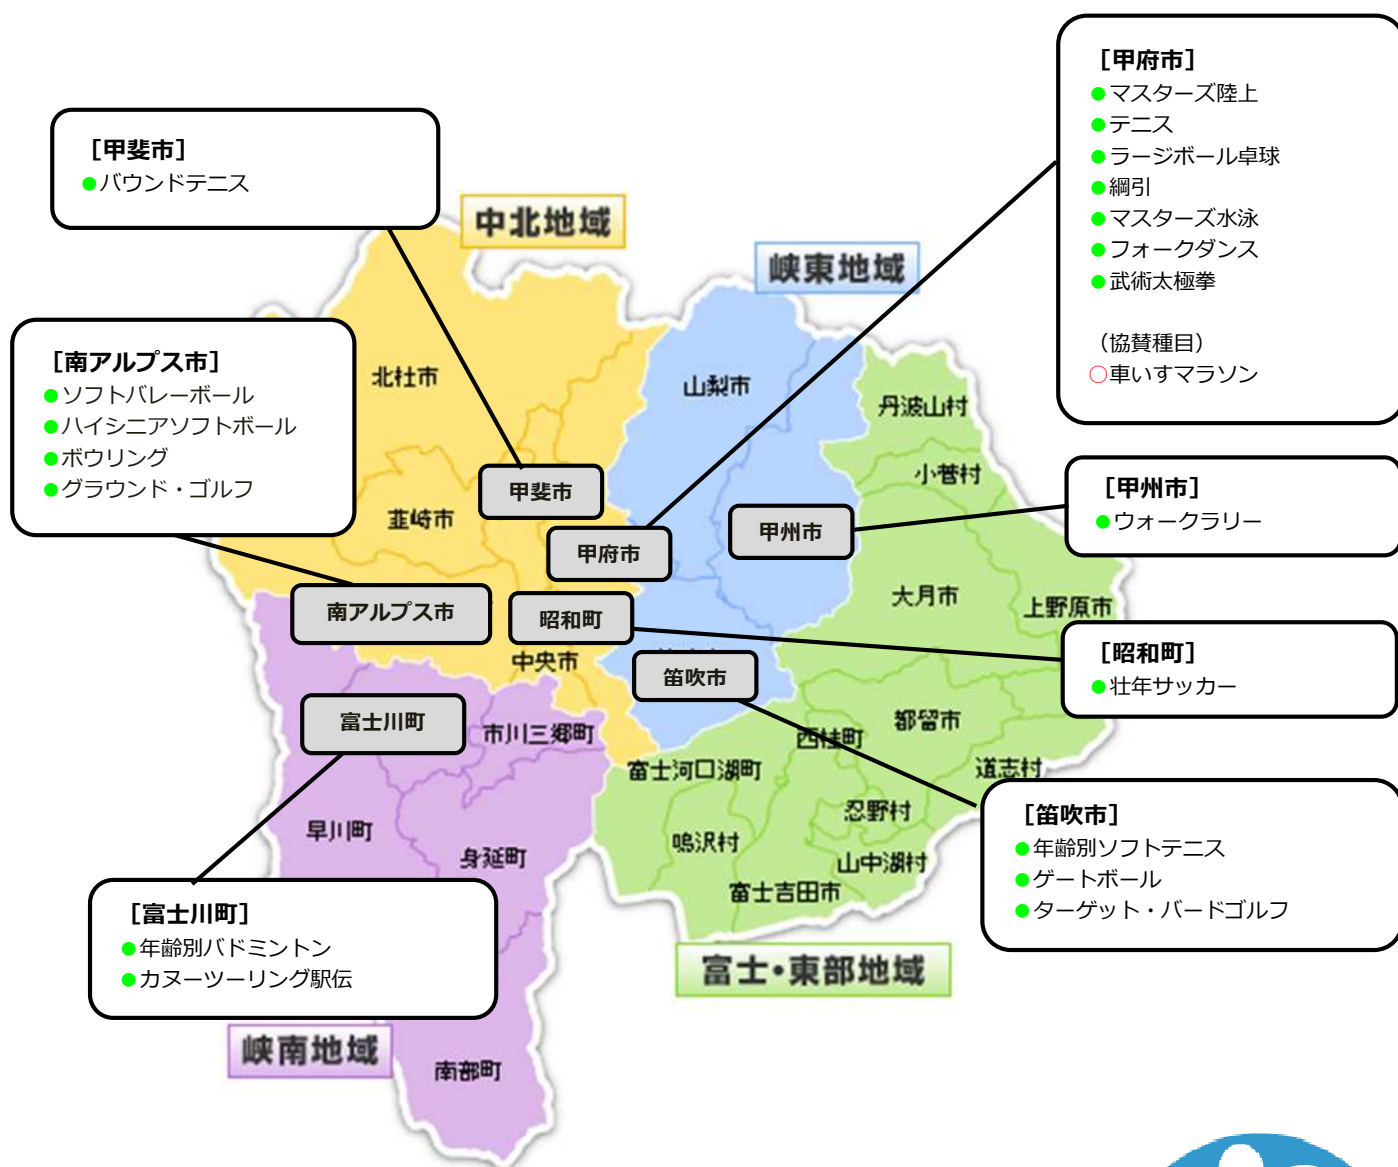 [甲府市]
●マスターズ陸上
●テニス
●ラージボール卓球
●綱引
●マスターズ水泳
●フォークダンス
●武術太極拳
(協賛種目)
○車いすマラソン
[甲斐市]
●バウンドテニス
中北地域
峡東地域
[南アルプス市]
●ソフトバレーボール
●ハイシニアソフトボール
●ボウリング
●グラウンド・ゴルフ
北杜市
山梨市
丹波山村
小菅村
甲斐市
韮崎市
甲府市
甲州市
[甲州市]
●ウォークラリー
大月市
上野原市
南アルプス市
昭和町
中央市
笛吹市
[昭和町]
●壮年サッカー
富士川町
市川三郷町
西桂町
都留市
道志村
富士河口湖町
忍野村
早川町
身延町
鳴沢村
山中湖村
富士吉田市
[笛吹市]
●年齢別ソフトテニス
●ゲートボール
●ターゲット・バードゴルフ
[富士川町]
●年齢別バドミントン
●カヌーツーリング駅伝
富士・東部地域
峡南地域
南部町